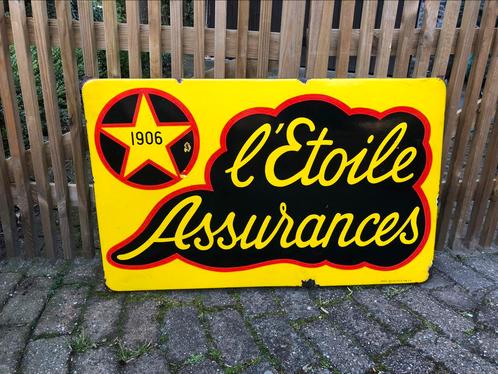 1906
l'Etoile
Assurances